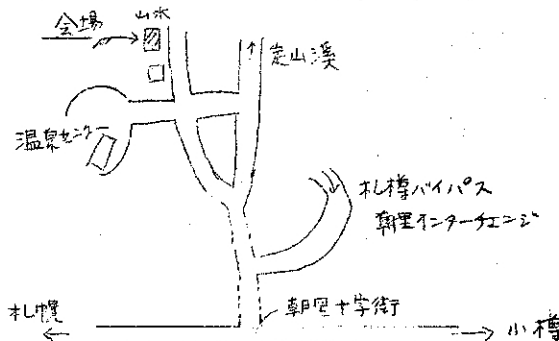 会場
山水
定山渓
温泉センター
札樽バイパス
朝里インターチェンジ
札幌
朝里十字街
小樽